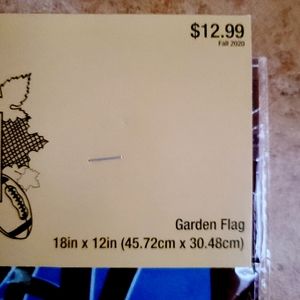 $12.99
Fall 2020
Garden Flag
18in x 12in (45.72cm x 30.48cm)